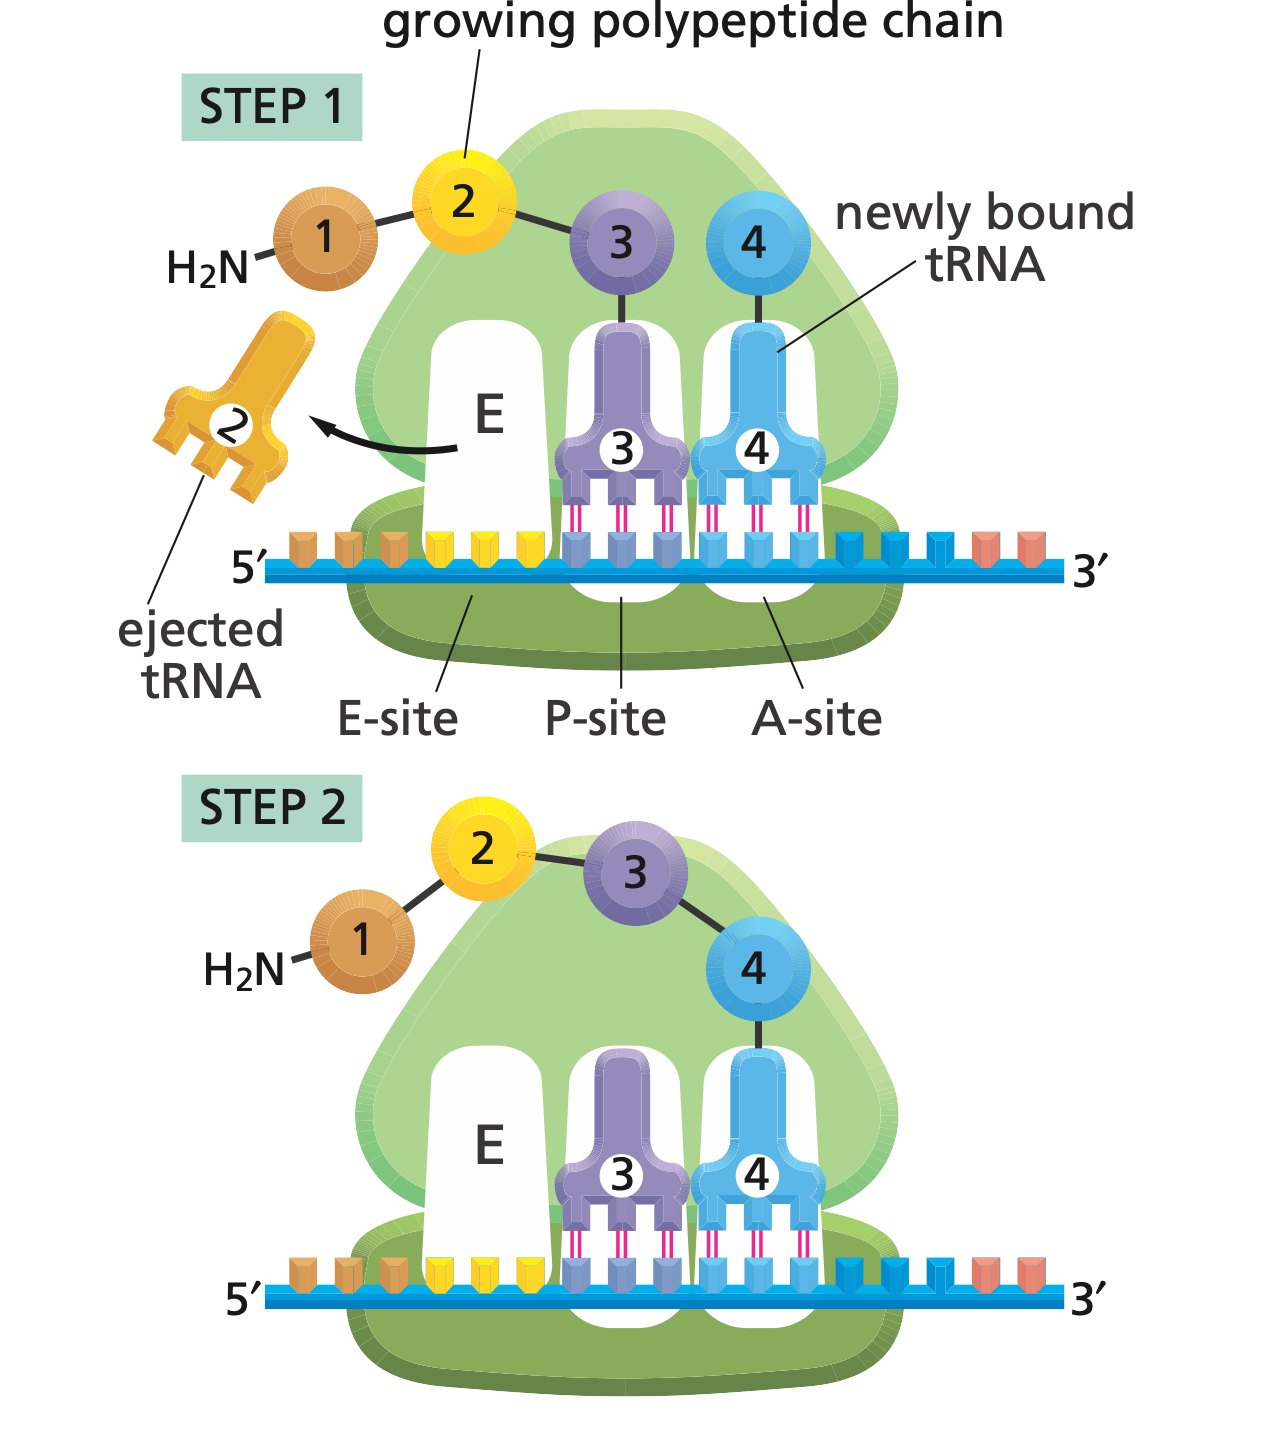 growing polypeptide chain
STEP 1
1
2
3
4
H₂N
newly bound
tRNA
2
E
3
4
5′
3′
ejected
tRNA
E-site
P-site
A-site
STEP 2
1
2
3
4
H₂N
E
3
4
5′
3′